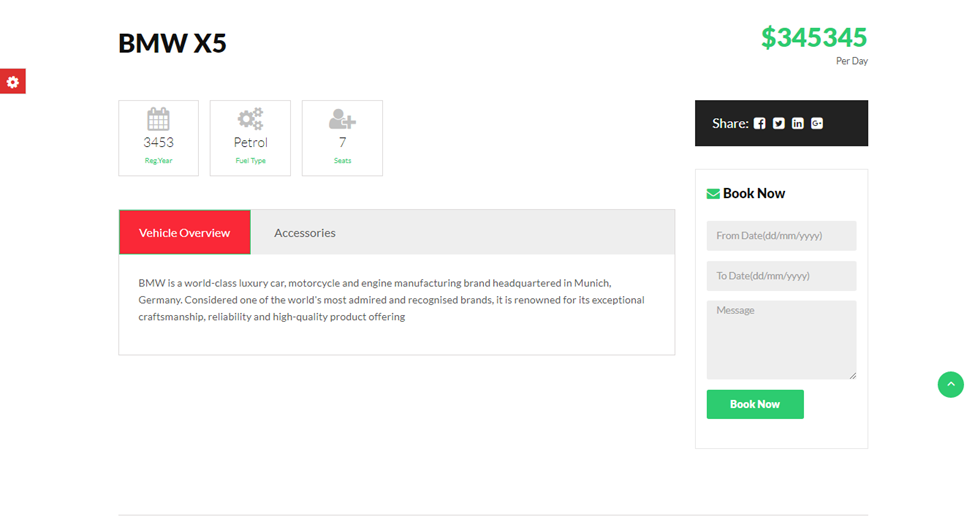 BMW X5
$345345
Per Day
3453
Reg.Year
Petrol
Fuel Type
7
Seats
Share:
Vehicle Overview
Accessories
BMW is a world-class luxury car, motorcycle and engine manufacturing brand headquartered in Munich,
Germany. Considered one of the world's most admired and recognised brands, it is renowned for its exceptional
craftsmanship, reliability and high-quality product offering
Book Now
From Date(dd/mm/yyyy)
To Date(dd/mm/yyyy)
Message
Book Now